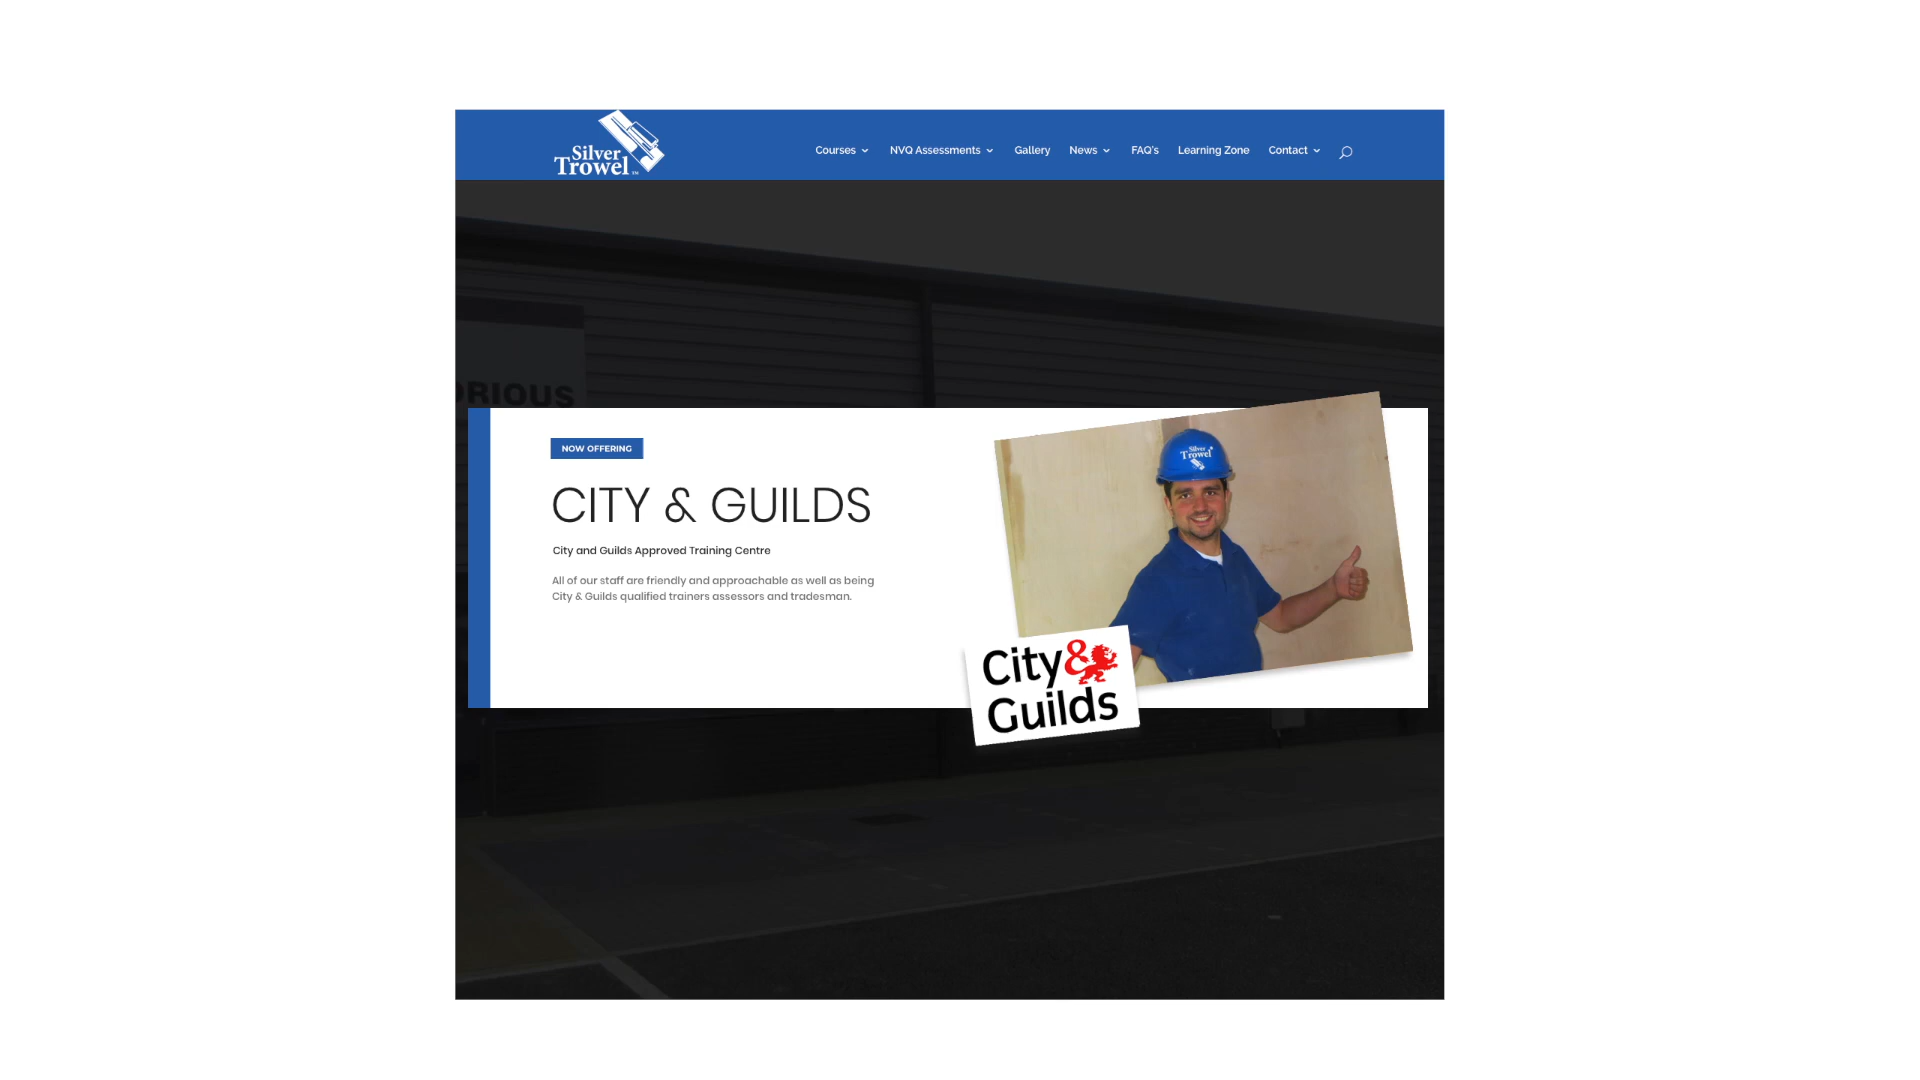 Silver
Trowel
Courses
NVQ Assessments
Gallery
News
FAQ's
Learning Zone
Contact
RIOUS
NOW OFFERING
CITY & GUILDS
City and Guilds Approved Training Centre
All of our staff are friendly and approachable as well as being
City & Guilds qualified trainers assessors and tradesman.
Silver
Trowel
City&
Guilds